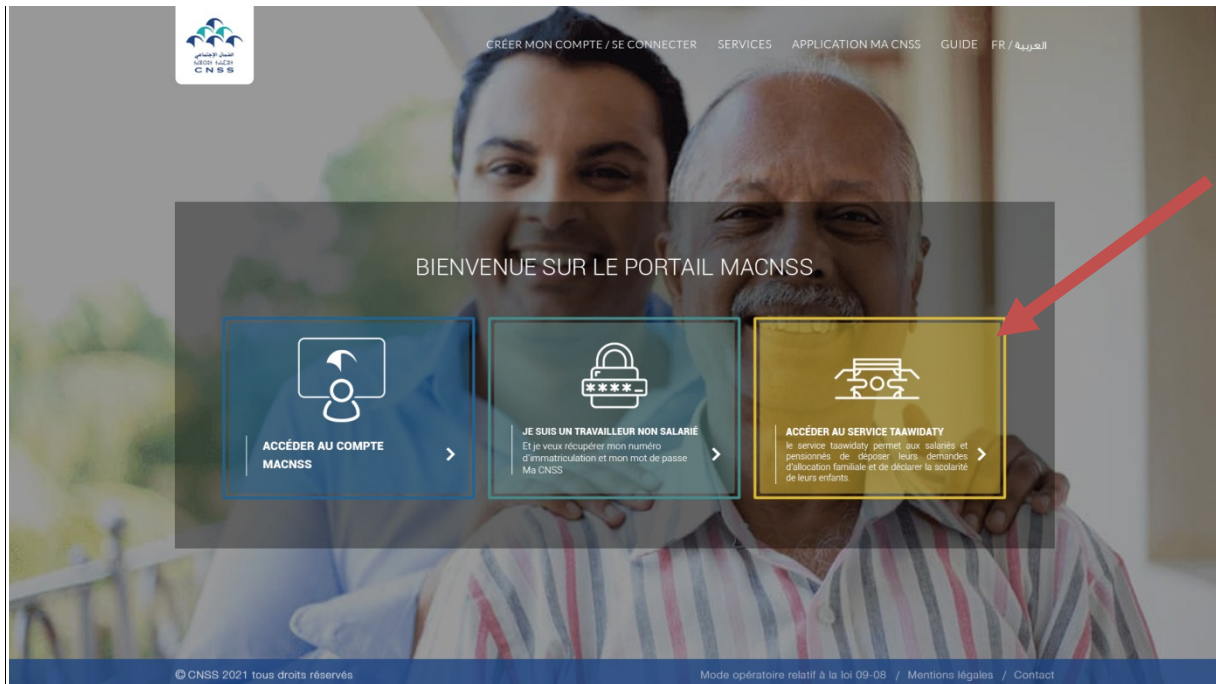 الضمان الاجتماعي
CNSS
CRÉER MON COMPTE / SE CONNECTER SERVICES APPLICATION MA CNSS GUIDE FR / العربية
BIENVENUE SUR LE PORTAIL MACNSS
ACCÉDER AU COMPTE
MACNSS
JE SUIS UN TRAVAILLEUR NON SALARIÉ
Et je veux récupérer mon numéro
d'immatriculation et mon mot de passe
Ma CNSS
ACCÉDER AU SERVICE TAAWIDATY
le service taawidaty permet aux salariés et
pensionnés de déposer leurs demandes
d'allocation familiale et de déclarer la scolarité
de leurs enfants.
© CNSS 2021 tous droits réservés
Mode opératoire relatif à la loi 09-08 / Mentions légales / Contact